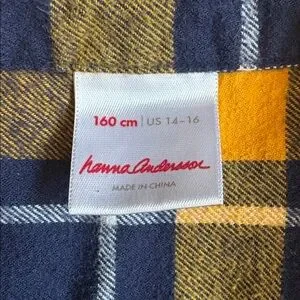 160 cm | US 14-16
hanna andersson
MADE IN CHINA